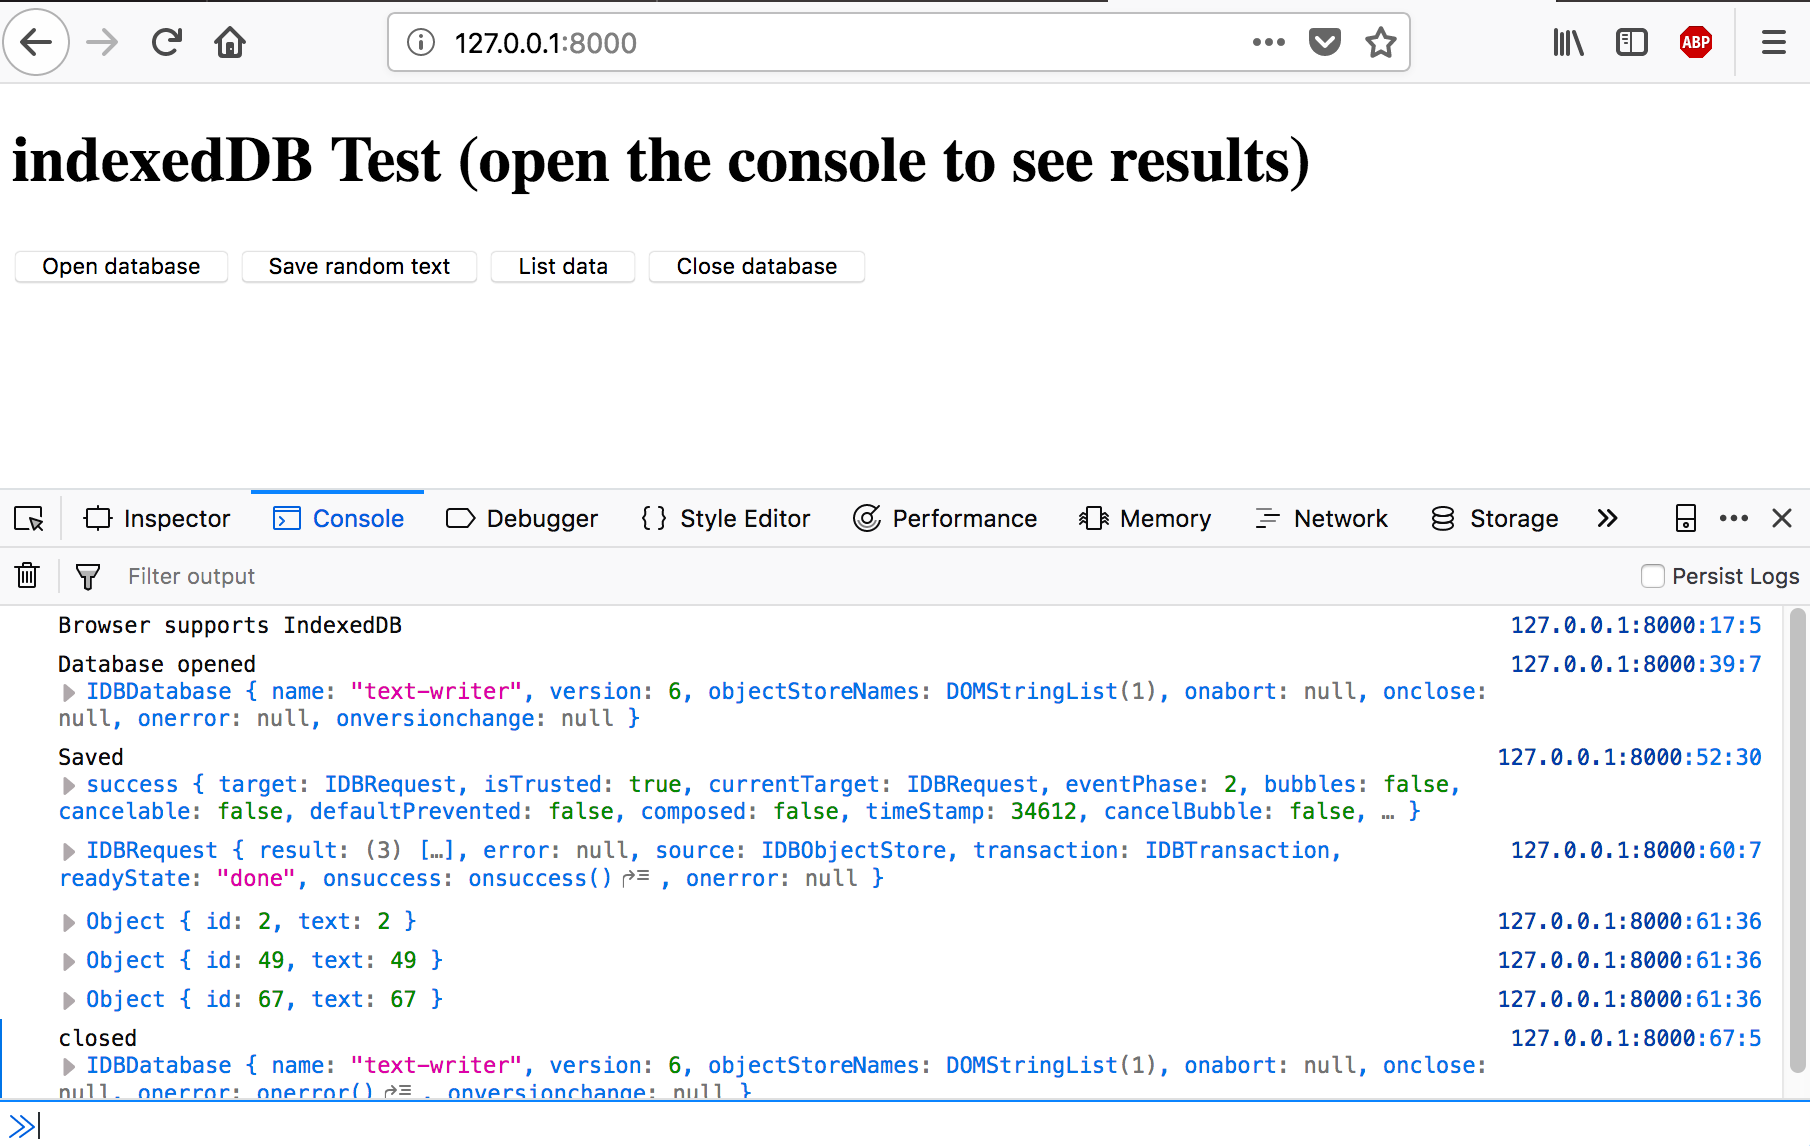 127.0.0.1:8000
ABP
indexedDB Test (open the console to see results)
Open database Save random text List data Close database
Inspector Console Debugger { } Style Editor Performance Memory Network Storage
Filter output Persist Logs
Browser supports IndexedDB 127.0.0.1:8000:17:5
Database opened 127.0.0.1:8000:39:7
IDBDatabase { name: "text-writer", version: 6, objectStoreNames: DOMStringList(1), onabort: null, onclose:
null, onerror: null, onversionchange: null }
Saved 127.0.0.1:8000:52:30
success { target: IDBRequest, isTrusted: true, currentTarget: IDBRequest, eventPhase: 2, bubbles: false,
cancelable: false, defaultPrevented: false, composed: false, timeStamp: 34612, cancelBubble: false, … }
IDBRequest { result: (3) […], error: null, source: IDBObjectStore, transaction: IDBTransaction, 127.0.0.1:8000:60:7
readyState: "done", onsuccess: onsuccess() , onerror: null }
Object { id: 2, text: 2 } 127.0.0.1:8000:61:36
Object { id: 49, text: 49 } 127.0.0.1:8000:61:36
Object { id: 67, text: 67 } 127.0.0.1:8000:61:36
closed 127.0.0.1:8000:67:5
IDBDatabase { name: "text-writer", version: 6, objectStoreNames: DOMStringList(1), onabort: null, onclose:
null, onerror: onerror() , onversionchange: null }